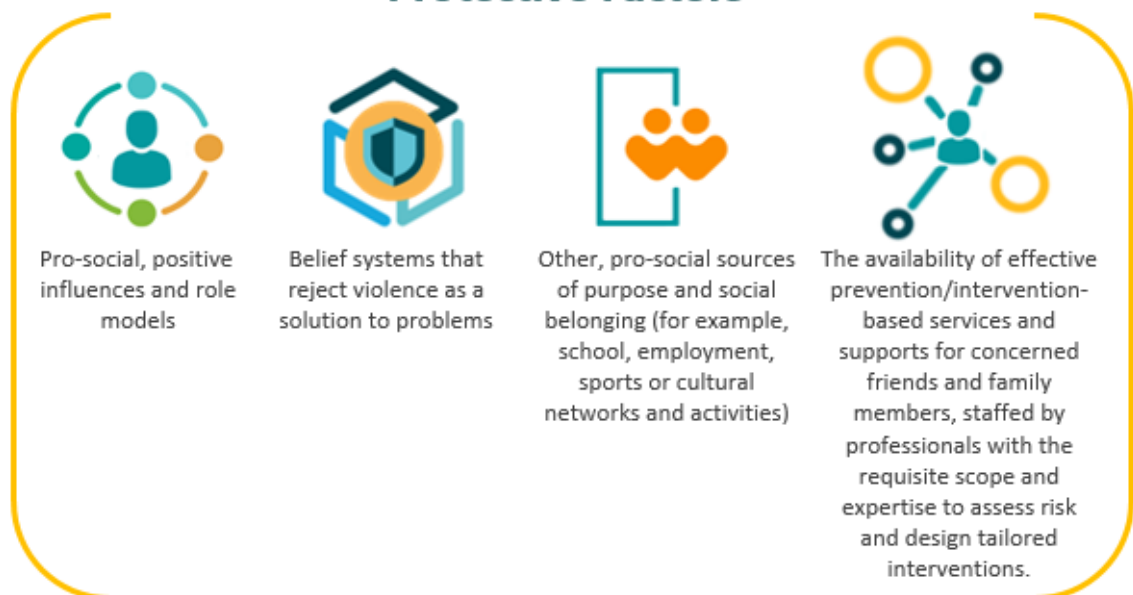 Protective Factors
Pro-social, positive
influences and role
models
Belief systems that
reject violence as a
solution to problems
Other, pro-social sources
of purpose and social
belonging (for example,
school, employment,
sports or cultural
networks and activities)
The availability of effective
prevention/intervention-
based services and
supports for concerned
friends and family
members, staffed by
professionals with the
requisite scope and
expertise to assess risk
and design tailored
interventions.